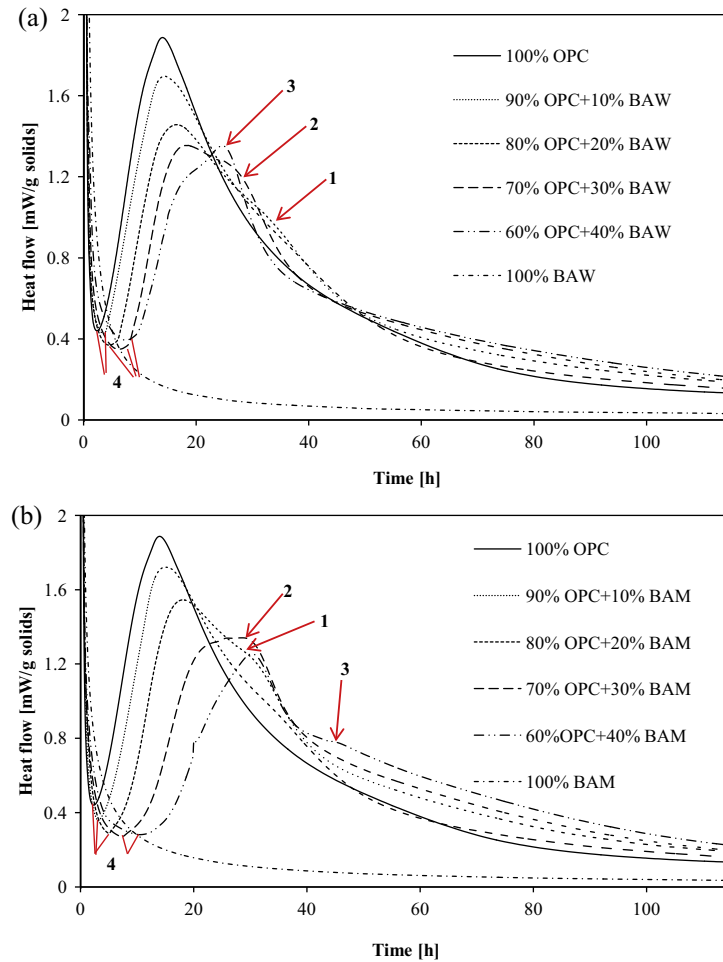 (a)
2
1.6
1.2
0.8
0.4
0
Heat flow [mW/g solids]
0
20
40
60
80
100
Time [h]
3
2
1
4
100% OPC
90% OPC+10% BAW
80% OPC+20% BAW
70% OPC+30% BAW
60% OPC+40% BAW
100% BAW
(b)
2
1.6
1.2
0.8
0.4
0
Heat flow [mW/g solids]
0
20
40
60
80
100
Time [h]
2
1
3
4
100% OPC
90% OPC+10% BAM
80% OPC+20% BAM
70% OPC+30% BAM
60%OPC+40% BAM
100% BAM